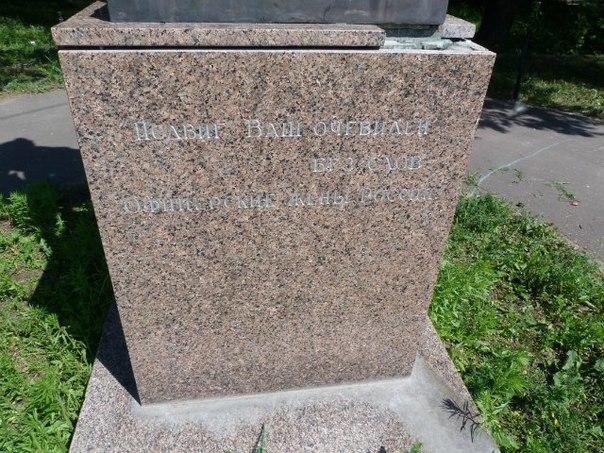 Подвиг Ваш очевиден
без слов
Офицерские жены России